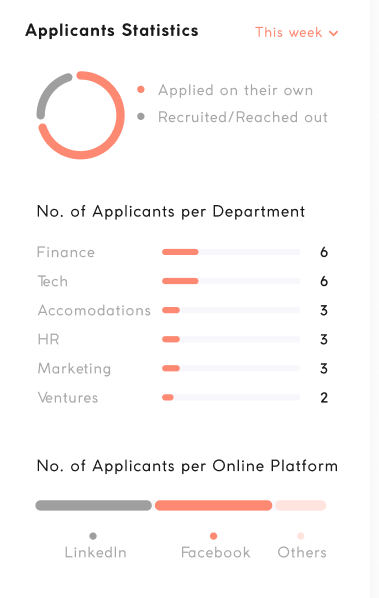 Applicants Statistics
This week
Applied on their own
Recruited/Reached out
No. of Applicants per Department
Finance 6
Tech 6
Accomodations 3
HR 3
Marketing 3
Ventures 2
No. of Applicants per Online Platform
LinkedIn Facebook Others